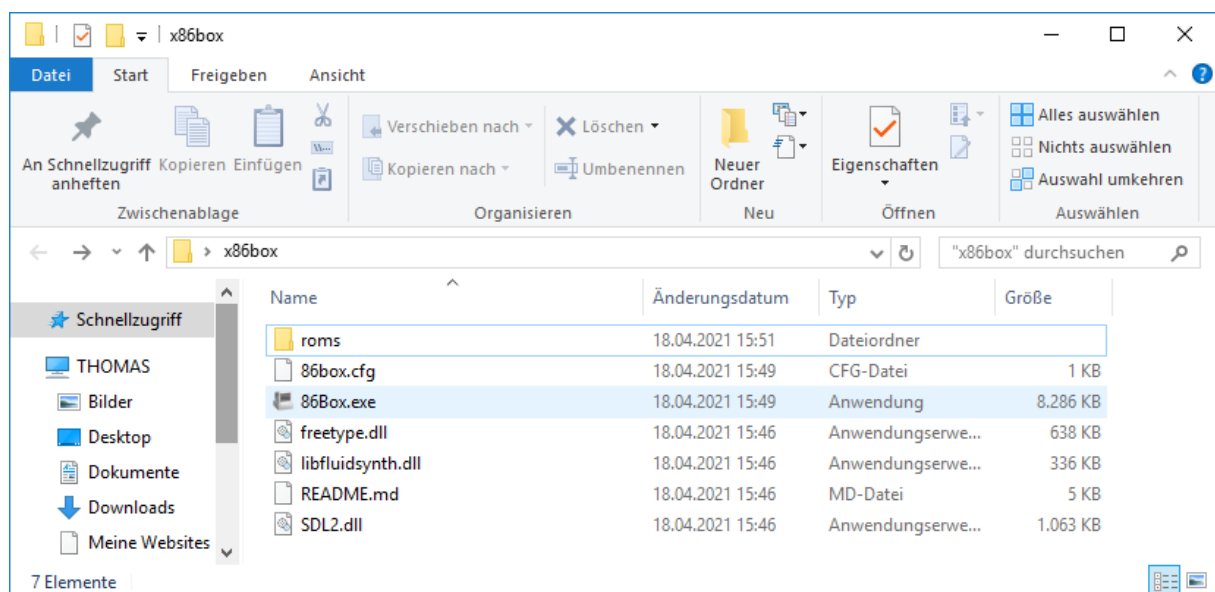 x86box
Datei Start Freigeben Ansicht
An Schnellzugriff anheften
Kopieren
Einfügen
Verschieben nach
Kopieren nach
Löschen
Umbenennen
Neuer Ordner
Eigenschaften
Alles auswählen
Nichts auswählen
Auswahl umkehren
Zwischenablage Organisieren Neu Öffnen Auswählen
x86box "x86box" durchsuchen
Name Änderungsdatum Typ Größe
Schnellzugriff
THOMAS
Bilder
Desktop
Dokumente
Downloads
Meine Websites
roms 18.04.2021 15:51 Dateiordner
86box.cfg 18.04.2021 15:49 CFG-Datei 1 KB
86Box.exe 18.04.2021 15:49 Anwendung 8.286 KB
freetype.dll 18.04.2021 15:46 Anwendungserwe... 638 KB
libfluidsynth.dll 18.04.2021 15:46 Anwendungserwe... 336 KB
README.md 18.04.2021 15:46 MD-Datei 5 KB
SDL2.dll 18.04.2021 15:46 Anwendungserwe... 1.063 KB
7 Elemente